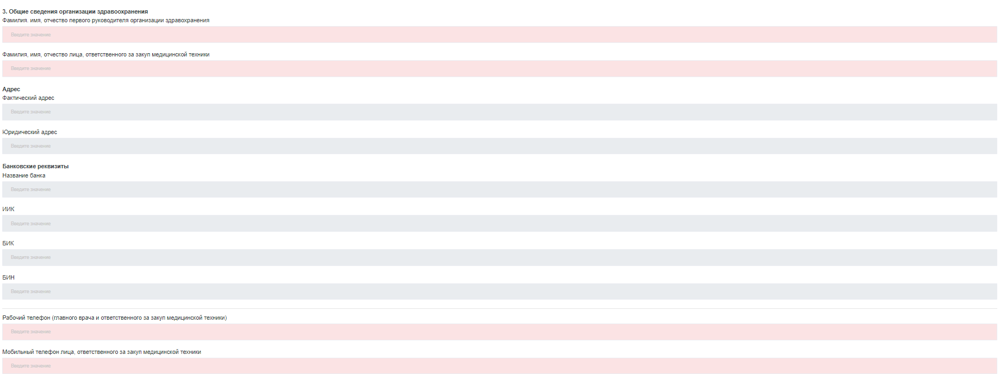 3. Общие сведения организации здравоохранения
Фамилия. имя, отчество первого руководителя организации здравохранения
Введите значение
Фамилия, имя, отчество лица, ответственного за закуп медицинской техники
Введите значение
Адрес
Фактический адрес
Введите значение
Юридический адрес
Введите значение
Банковские реквизиты
Название банка
Введите значение
ИИК
Введите значение
БИК
Введите значение
БИН
Введите значение
Рабочий телефон (главного врача и ответственного за закуп медицинской техники)
Введите значение
Мобильный телефон лица, ответственного за закуп медицинской техники
Введите значение